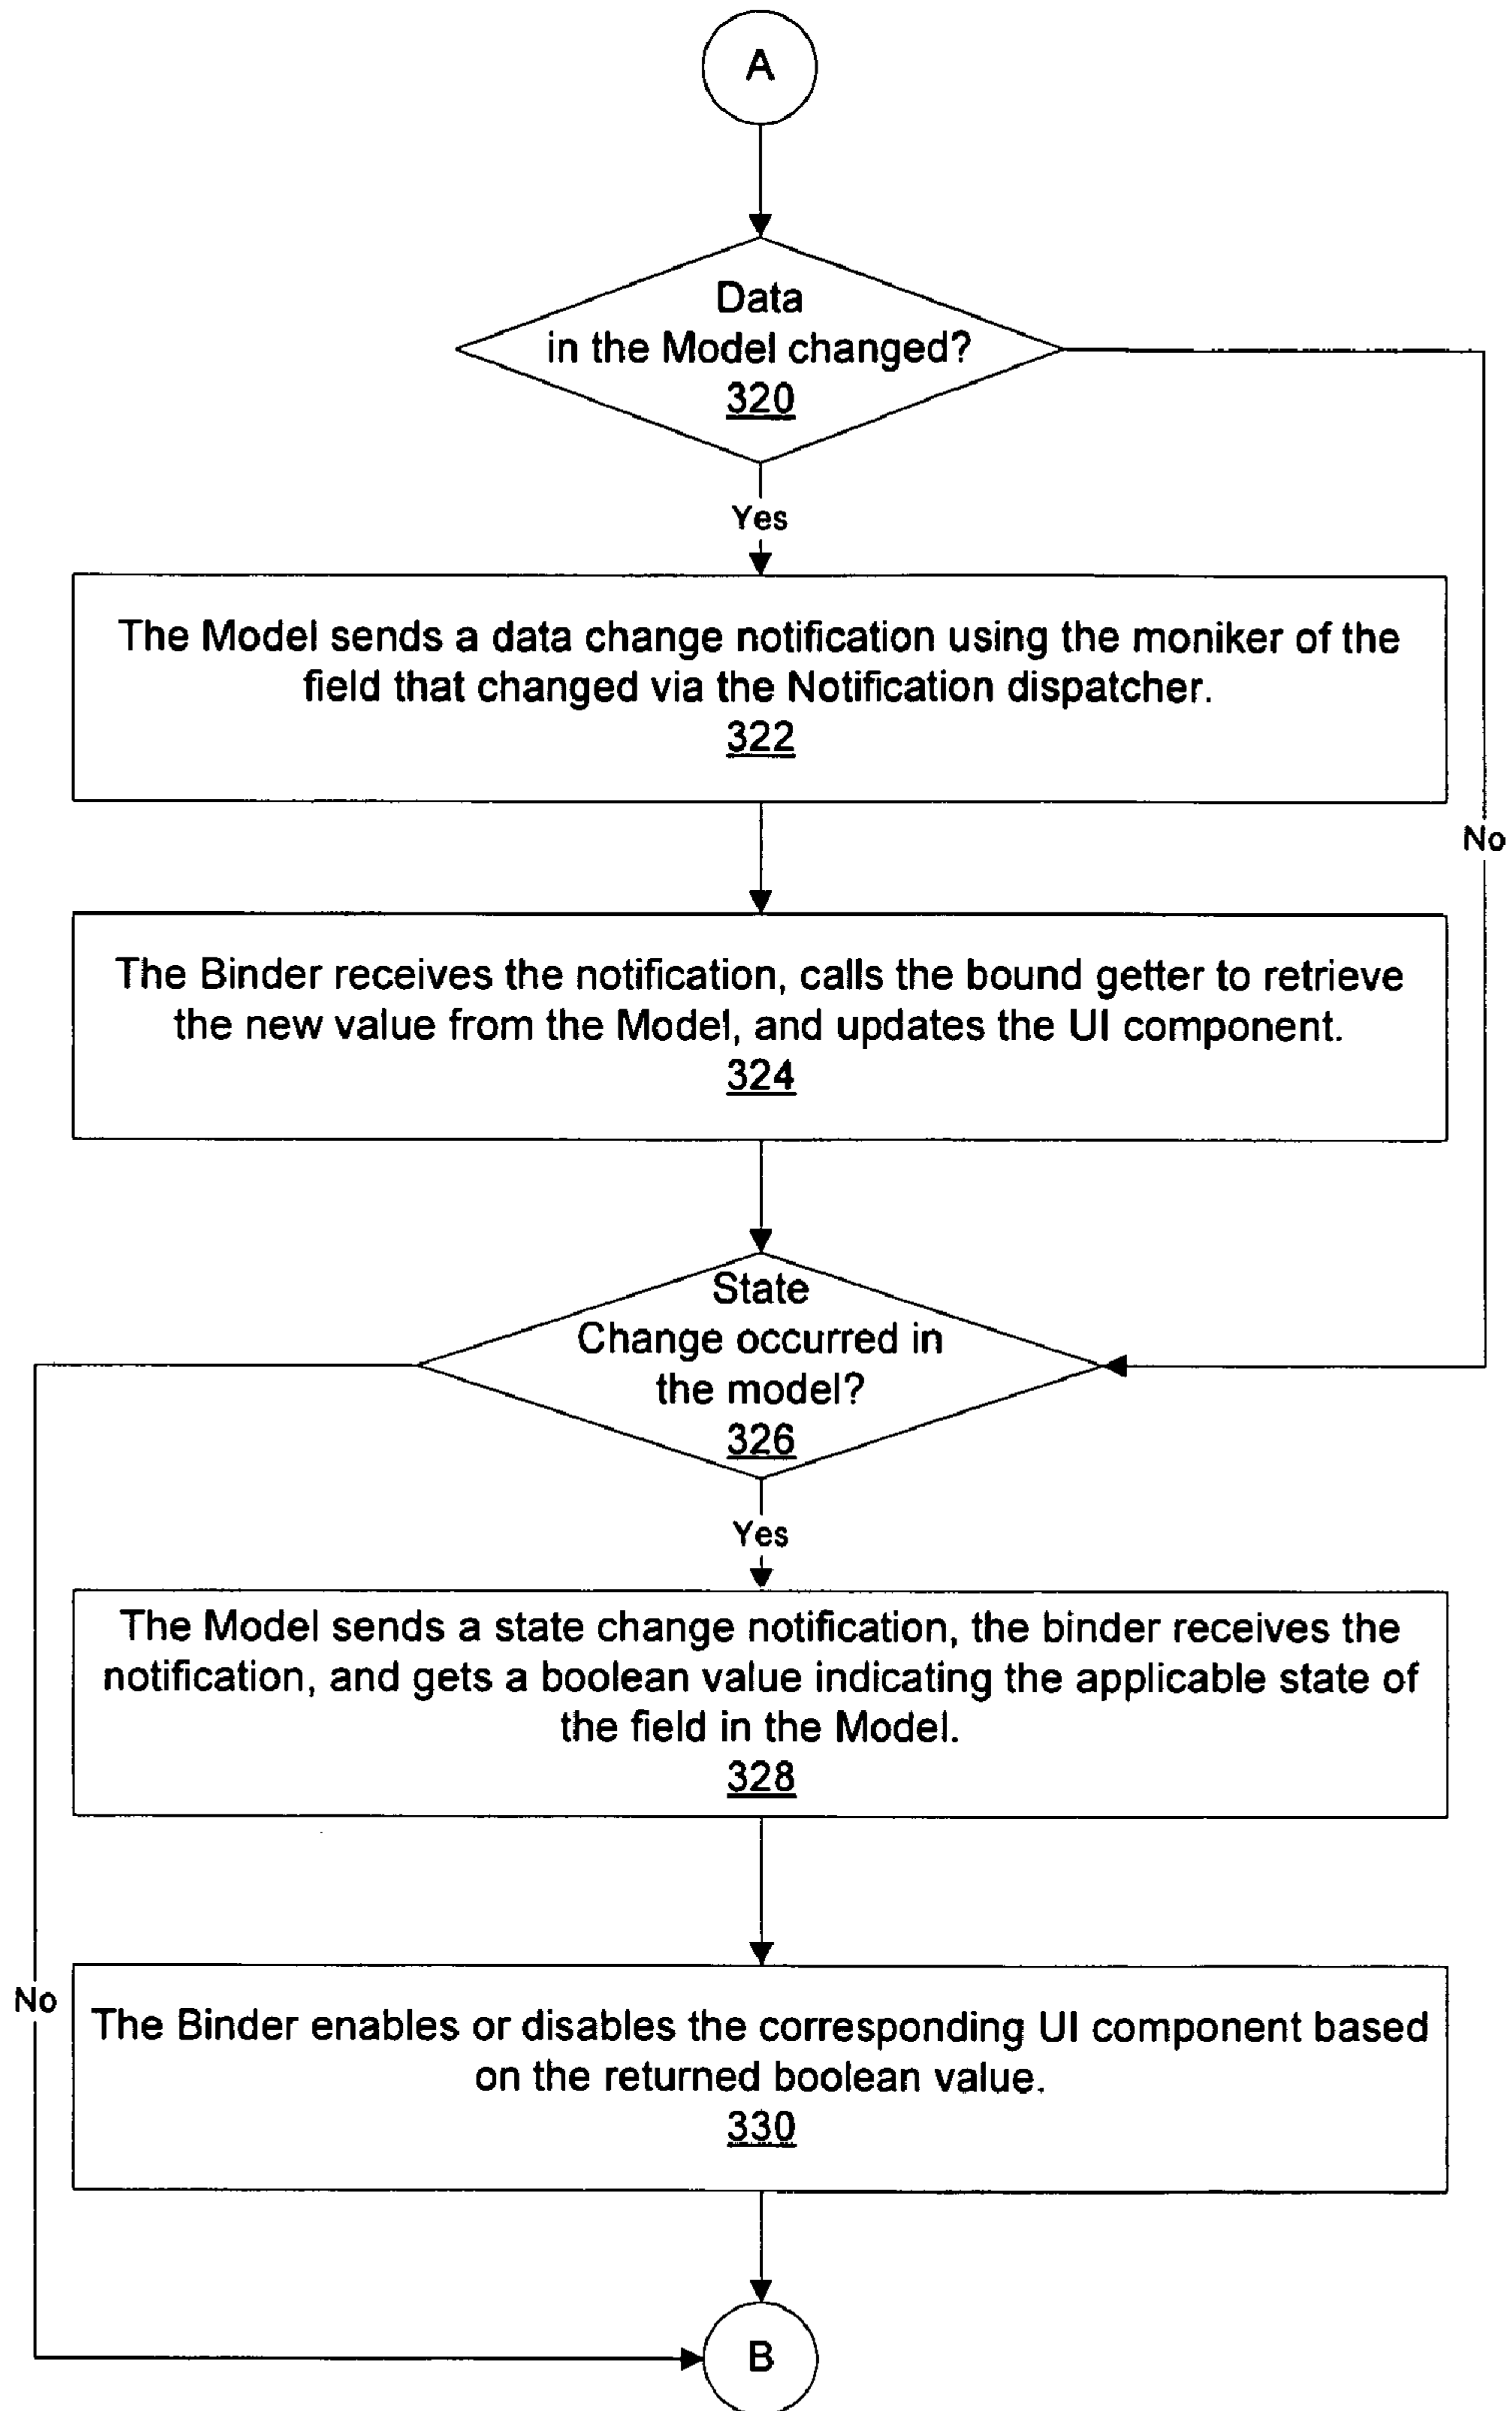 A
Data
in the Model changed?
320
Yes
The Model sends a data change notification using the moniker of the
field that changed via the Notification dispatcher.
322
No
The Binder receives the notification, calls the bound getter to retrieve
the new value from the Model, and updates the UI component.
324
State
Change occurred in
the model?
326
Yes
The Model sends a state change notification, the binder receives the
notification, and gets a boolean value indicating the applicable state of
the field in the Model.
328
No
The Binder enables or disables the corresponding UI component based
on the returned boolean value.
330
B